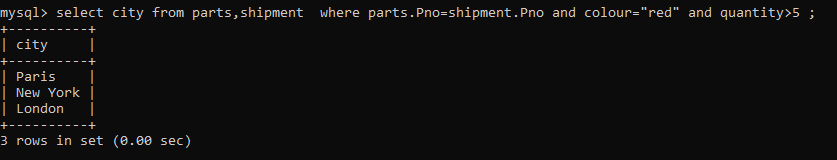 mysql> select city from parts,shipment  where parts.Pno=shipment.Pno and colour="red" and quantity>5 ;
+----------+
| city     |
+----------+
| Paris    |
| New York |
| London   |
+----------+
3 rows in set (0.00 sec)